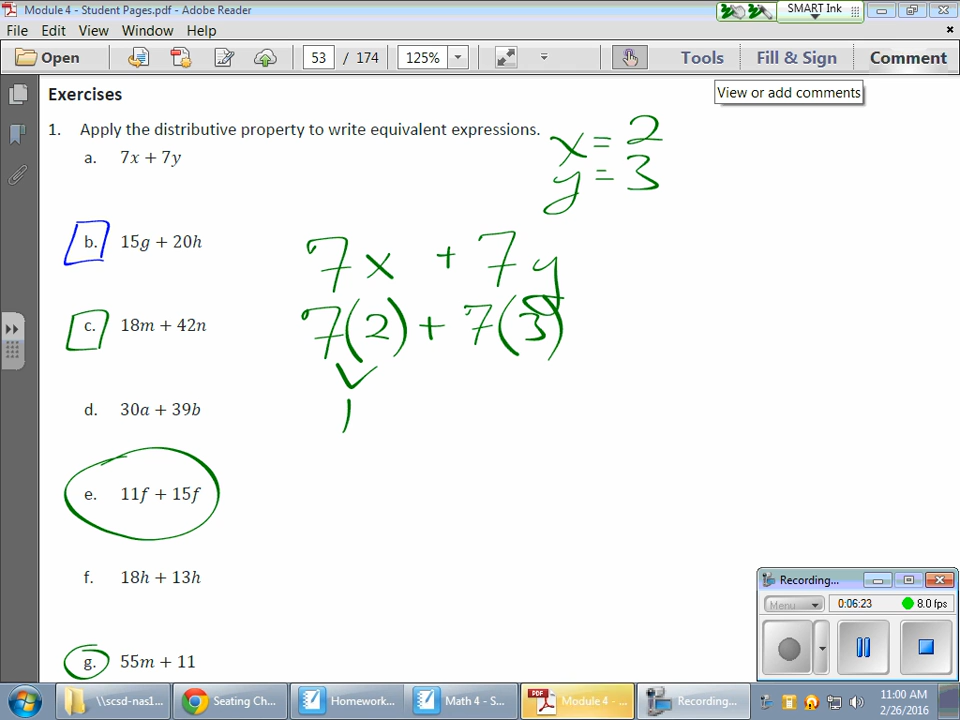 Module 4 - Student Pages.pdf - Adobe Reader
SMART Ink
File Edit View Window Help
Open 53 / 174 125% Tools Fill & Sign Comment
View or add comments
Exercises
1. Apply the distributive property to write equivalent expressions.
x = 2
a. 7x + 7y
y = 3
b. 15g + 20h
7x + 7y
c. 18m + 42n
7(2) + 7(3)
1
d. 30a + 39b
e. 11f + 15f
f. 18h + 13h
g. 55m + 11
Recording...
Menu 0:06:23 8.0 fps
\\scsd-nas1... Seating Ch... Homework... Math 4 - S... Module 4 -... Recording...
11:00 AM
2/26/2016